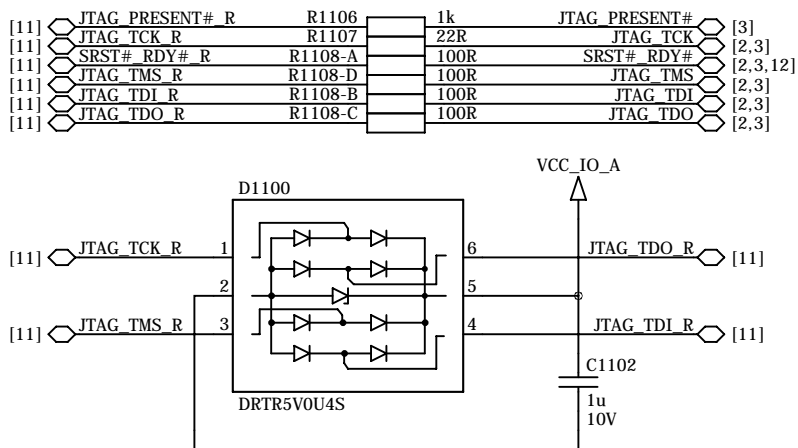 [11] JTAG_PRESENT#_R R1106 1k JTAG_PRESENT# [3]
[11] JTAG_TCK_R R1107 22R JTAG_TCK [2,3]
[11] SRST#_RDY#_R R1108-A 100R SRST#_RDY# [2,3,12]
[11] JTAG_TMS_R R1108-D 100R JTAG_TMS [2,3]
[11] JTAG_TDI_R R1108-B 100R JTAG_TDI [2,3]
[11] JTAG_TDO_R R1108-C 100R JTAG_TDO [2,3]
VCC_IO_A
D1100
[11] JTAG_TCK_R 1 6 JTAG_TDO_R [11]
2 5
[11] JTAG_TMS_R 3 4 JTAG_TDI_R [11]
C1102
DRTR5V0U4S 1u
10V